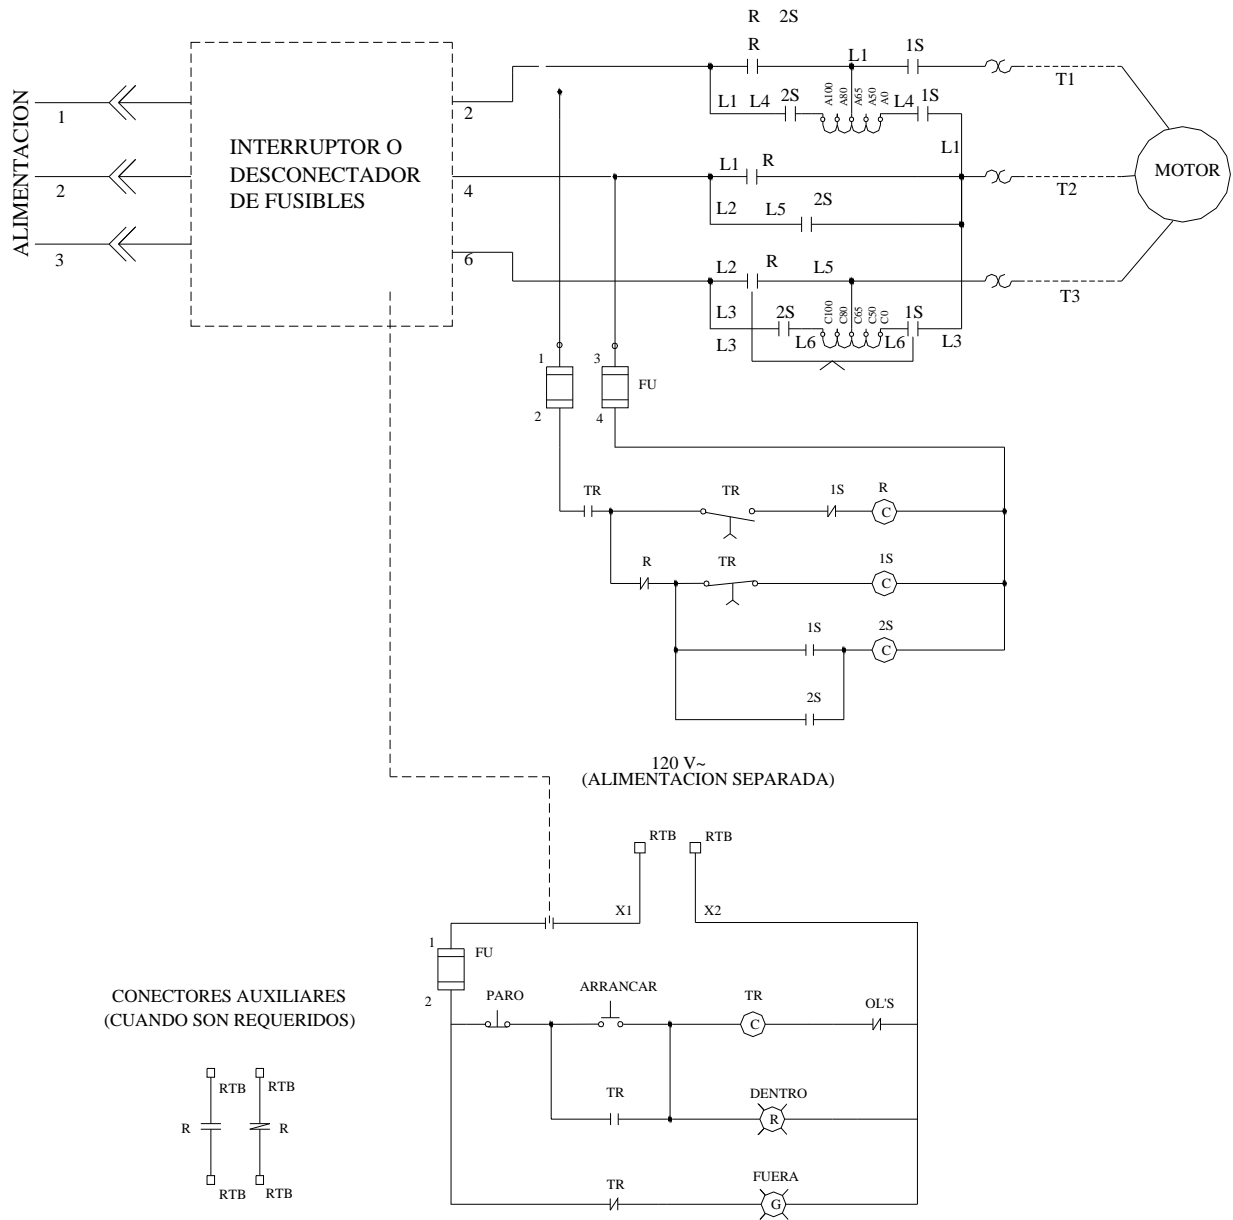 R 2S
R
L1
1S
T1
L1 L4 2S
A100
A80
A65
A50
A0
L4 1S
L1
ALIMENTACION
1
2
3
INTERRUPTOR O
DESCONECTADOR
DE FUSIBLES
2
4
6
L1 R
T2
MOTOR
L2 L5 2S
L2 R L5
T3
L3 2S
C100
C80
C65
C50
C0
1S
L3 L6 L6 L3
1
2
3
4
FU
TR
TR
1S
R
C
R
TR
1S
C
1S
2S
C
2S
120 V~
(ALIMENTACION SEPARADA)
RTB
RTB
X1
X2
1
FU
2
PARO
ARRANCAR
TR
C
OL'S
TR
DENTRO
R
TR
FUERA
G
CONECTORES AUXILIARES
(CUANDO SON REQUERIDOS)
RTB
RTB
R
R
RTB
RTB